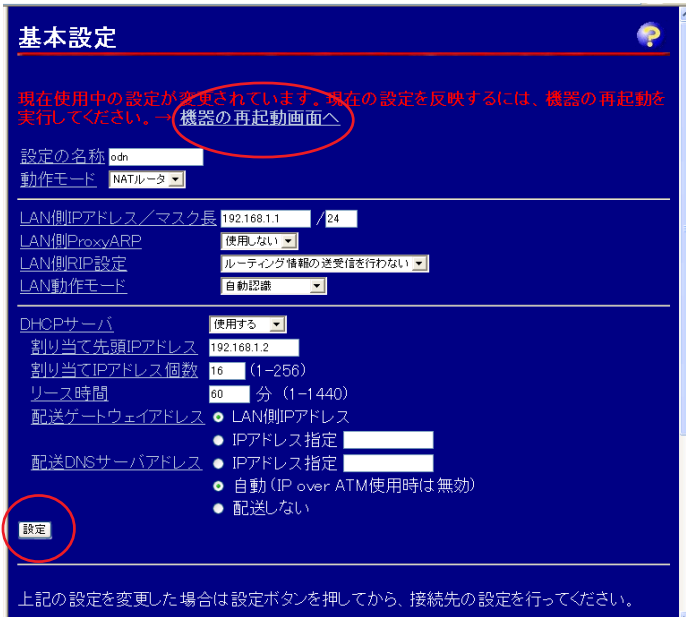 基本設定
現在使用中の設定が変更されています。現在の設定を反映するには、機器の再起動を
実行してください。→ 機器の再起動画面へ
設定の名称 odn
動作モード NATルータ
LAN側IPアドレス／マスク長 192.168.1.1 /24
LAN側ProxyARP 使用しない
LAN側RIP設定 ルーティング情報の送受信を行わない
LAN動作モード 自動認識
DHCPサーバ 使用する
割り当て先頭IPアドレス 192.168.1.2
割り当てIPアドレス個数 16 (1-256)
リース時間 60 分 (1-1440)
配送ゲートウェイアドレス LAN側IPアドレス
IPアドレス指定
配送DNSサーバアドレス IPアドレス指定
自動(IP over ATM使用時は無効)
配送しない
設定
上記の設定を変更した場合は設定ボタンを押してから、接続先の設定を行ってください。